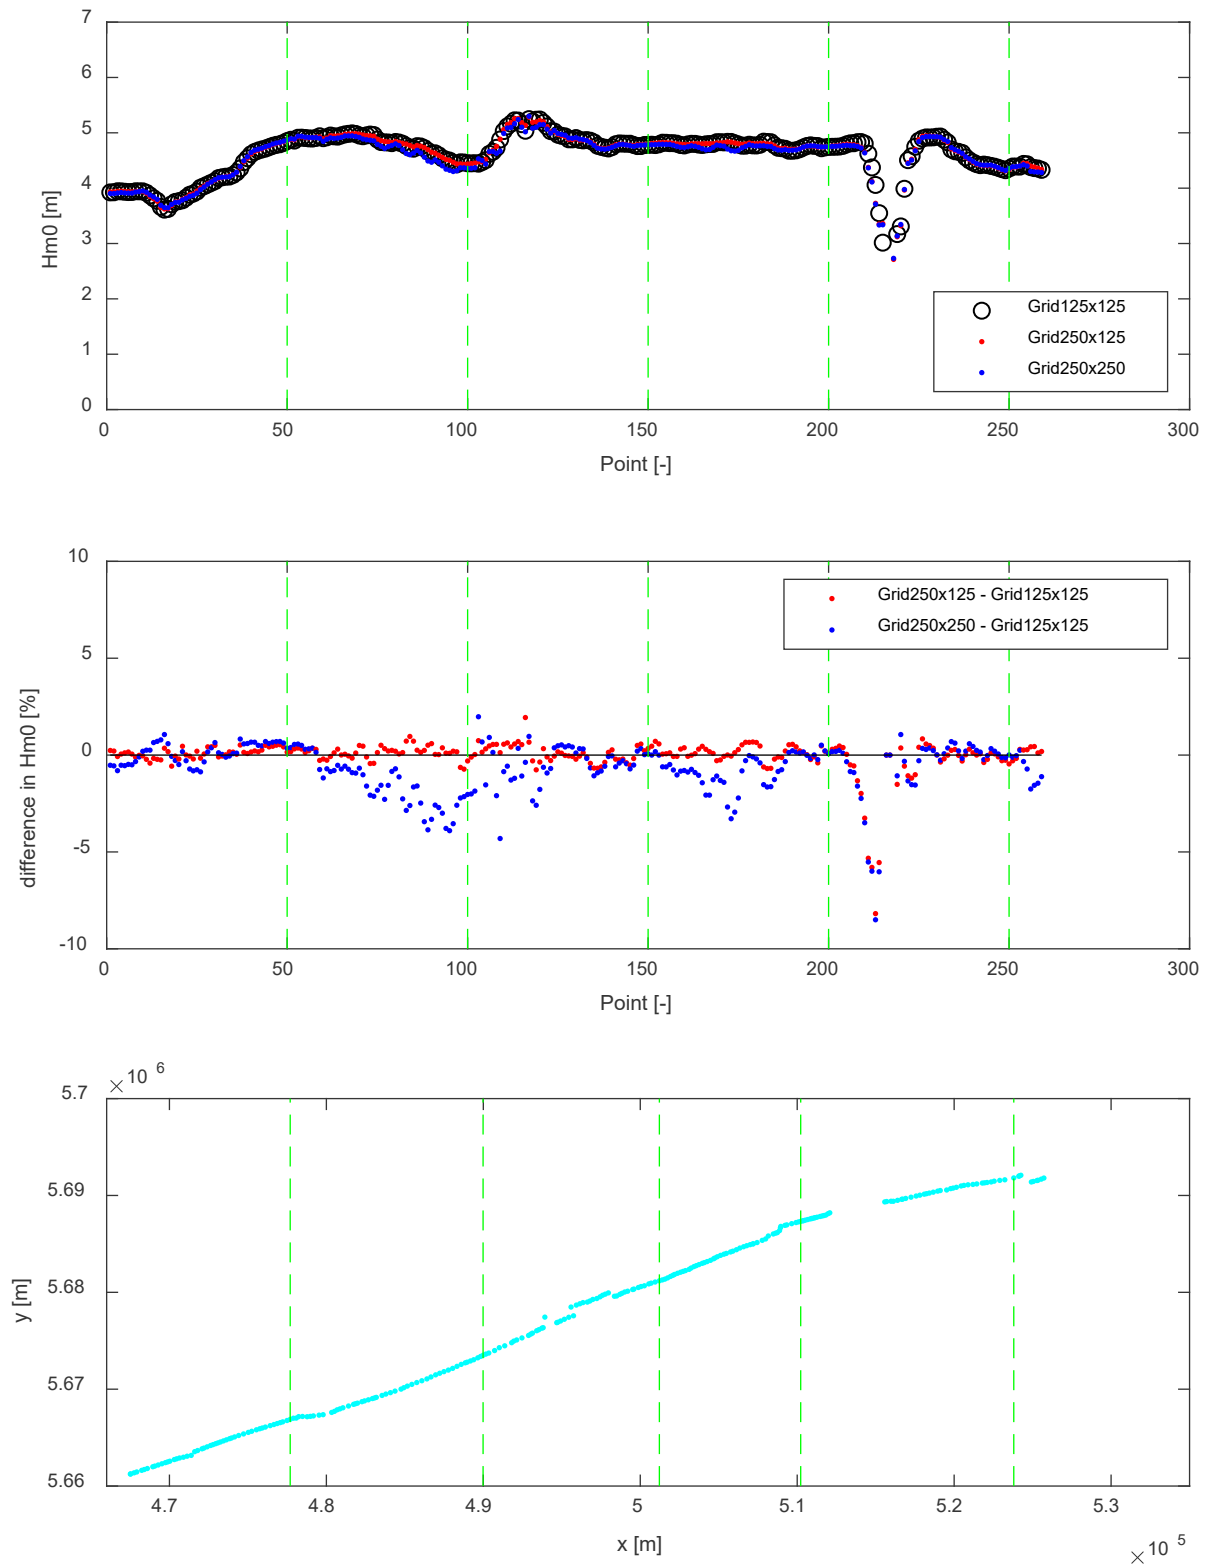 7
6
5
4
3
2
1
0
Hm0 [m]
0 50 100 150 200 250 300
Point [-]
Grid125x125
Grid250x125
Grid250x250
10
5
0
-5
-10
difference in Hm0 [%]
Grid250x125 - Grid125x125
Grid250x250 - Grid125x125
0 50 100 150 200 250 300
Point [-]
× 10 6
5.7
5.69
5.68
5.67
5.66
y [m]
4.7 4.8 4.9 5 5.1 5.2 5.3
x [m]
× 10 5